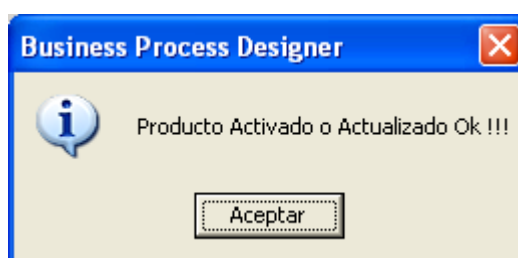 Business Process Designer
Producto Activado o Actualizado Ok !!!
Aceptar